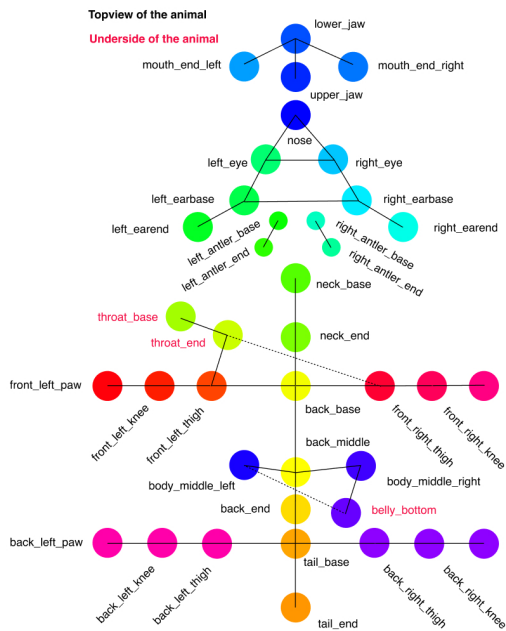 Topview of the animal
lower_jaw
Underside of the animal
mouth_end_left
mouth_end_right
upper_jaw
nose
left_eye
right_eye
left_earbase
right_earbase
left_earend
left_antler_base
right_antler_base
right_earend
left_antler_end
right_antler_end
neck_base
throat_base
throat_end
neck_end
front_left_paw
back_base
front_left_knee
front_left_thigh
front_right_thigh
front_right_knee
back_middle
body_middle_left
body_middle_right
back_end
belly_bottom
back_left_paw
tail_base
back_left_knee
back_left_thigh
back_right_thigh
back_right_knee
tail_end